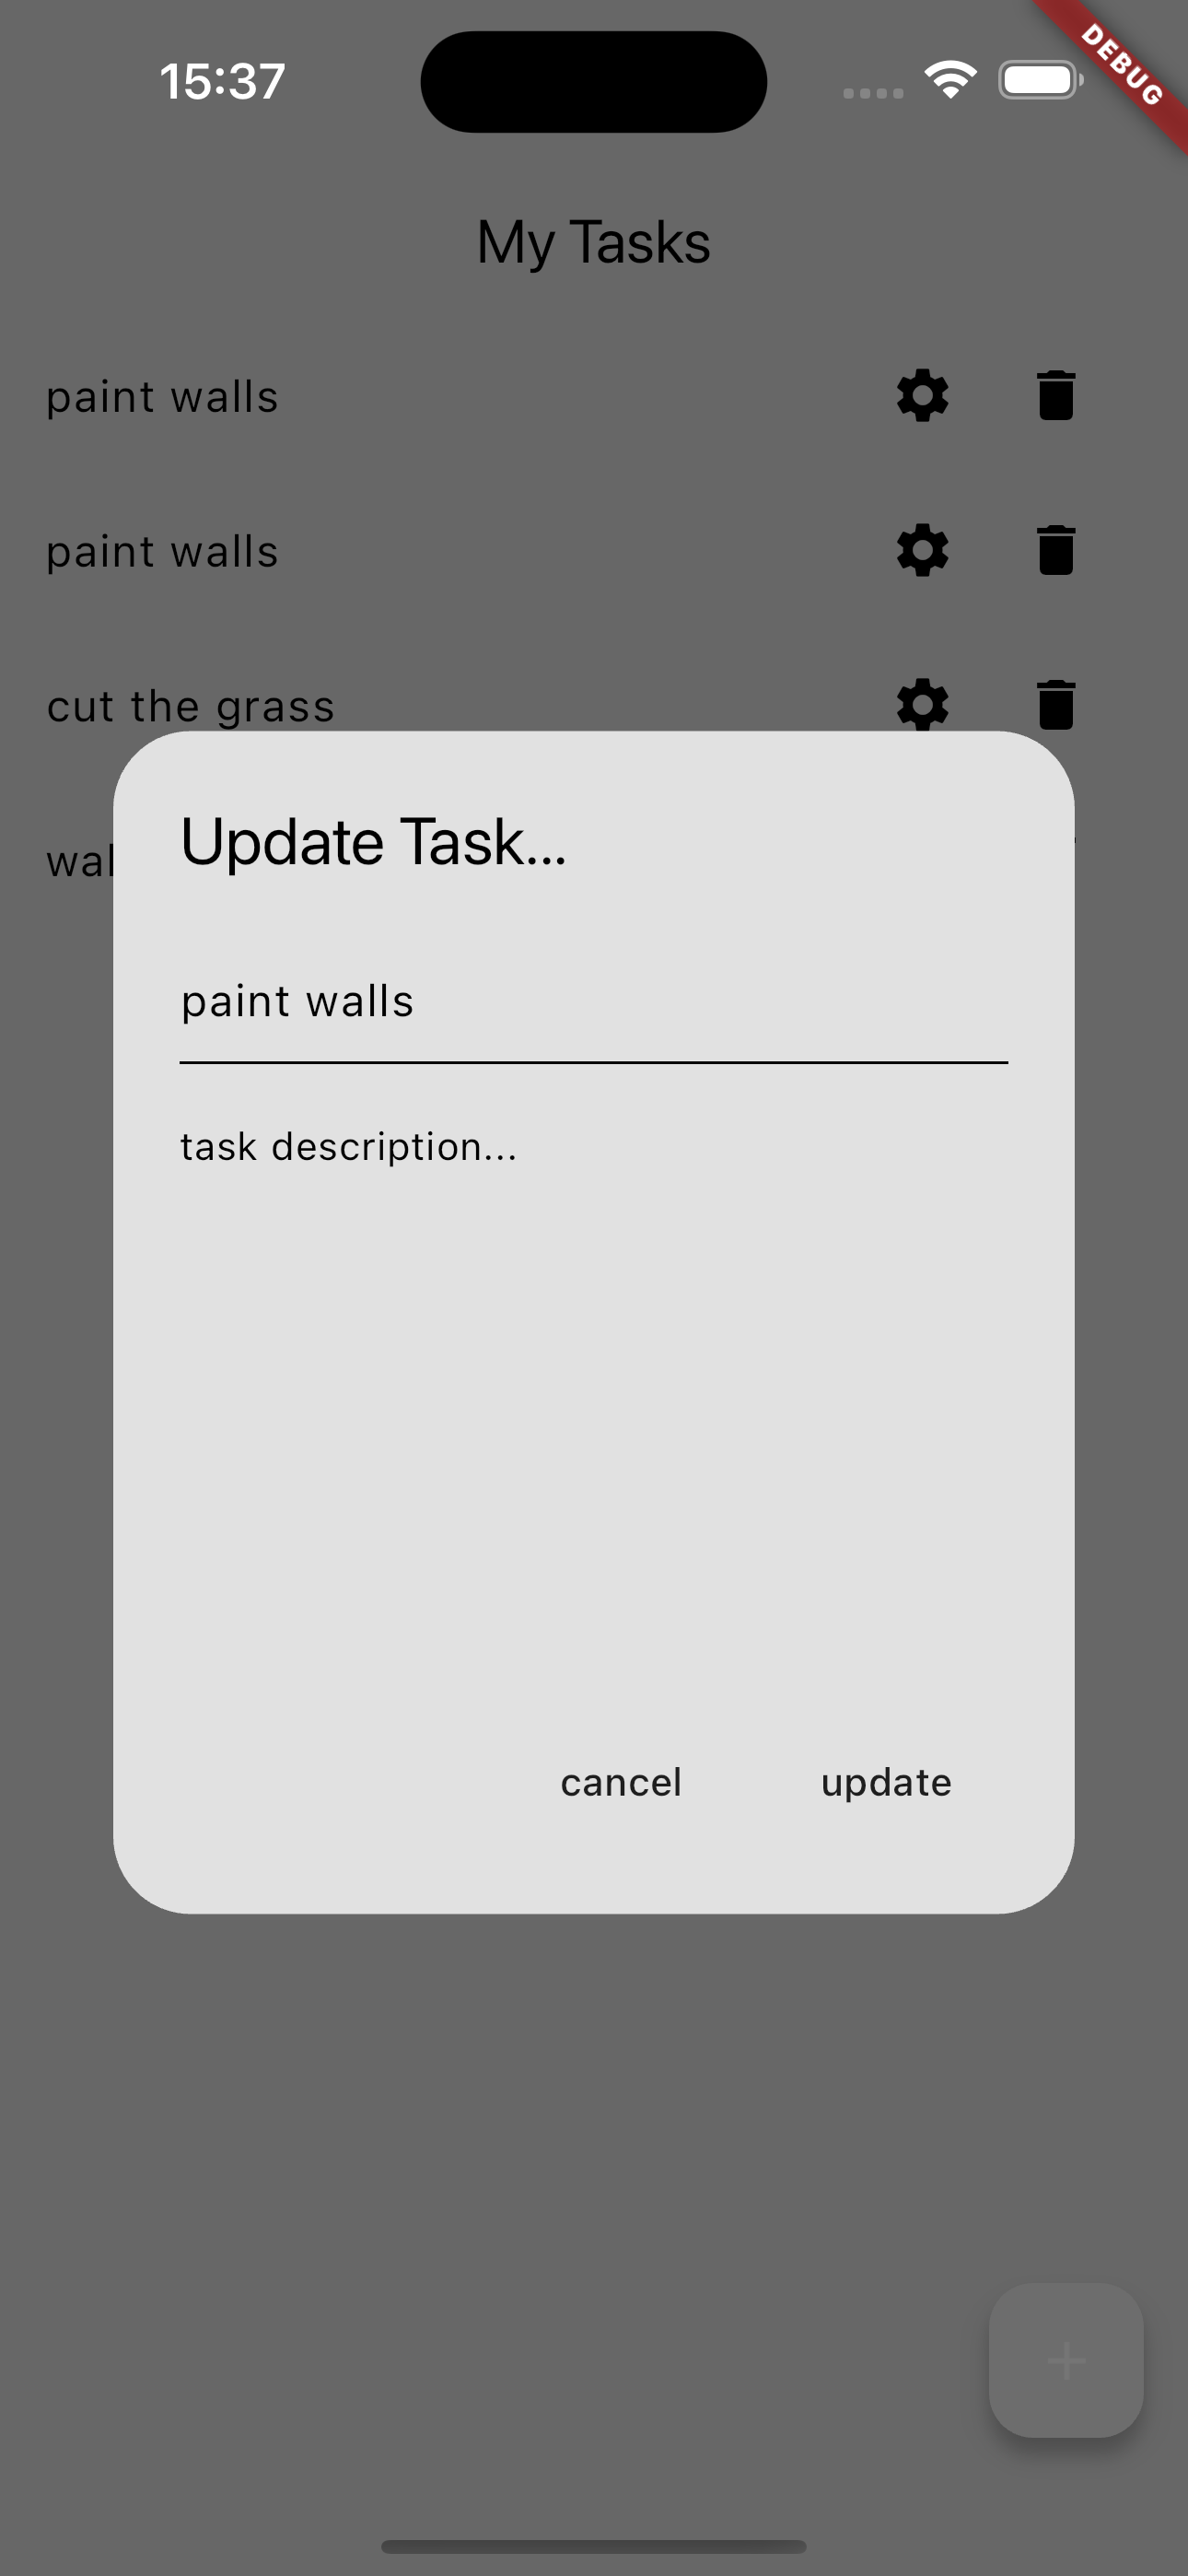 15:37
DEBUG
My Tasks
paint walls
paint walls
cut the grass
Update Task...
paint walls
task description...
cancel
update